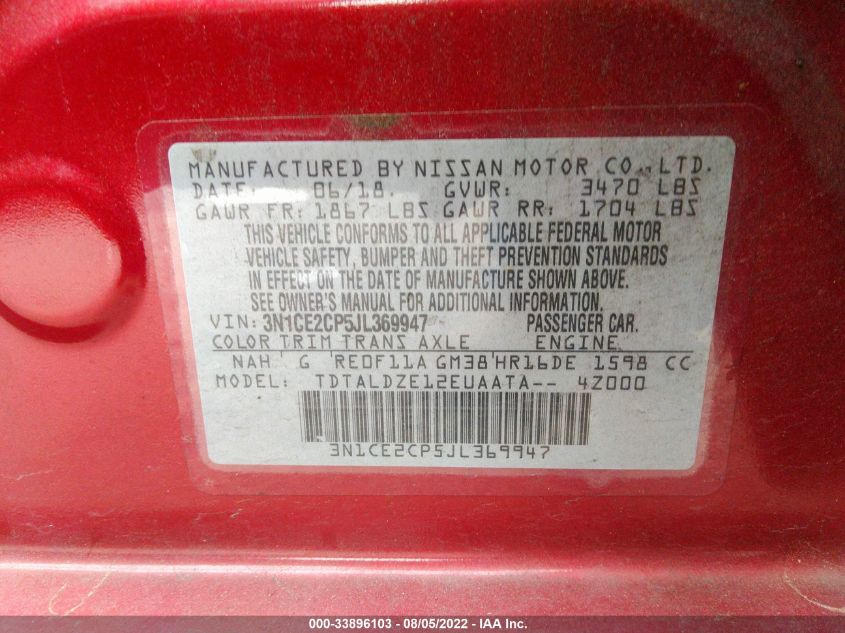 MANUFACTURED BY NISSAN MOTOR CO., LTD.
DATE: 06/18. GVWR: 3470 LBS
GAWR FR: 1867 LBS GAWR RR: 1704 LBS
THIS VEHICLE CONFORMS TO ALL APPLICABLE FEDERAL MOTOR
VEHICLE SAFETY, BUMPER AND THEFT PREVENTION STANDARDS
IN EFFECT ON THE DATE OF MANUFACTURE SHOWN ABOVE.
SEE OWNER'S MANUAL FOR ADDITIONAL INFORMATION.
VIN: 3N1CE2CP5JL369947 PASSENGER CAR.
COLOR TRIM TRANS AXLE ENGINE
NAH G RE0F11A GM38 HR16DE 1598 CC
MODEL: TDTALDZE12EUAATA-- 4Z000
3N1CE2CP5JL369947
000-33896103 - 08/05/2022 - IAA Inc.